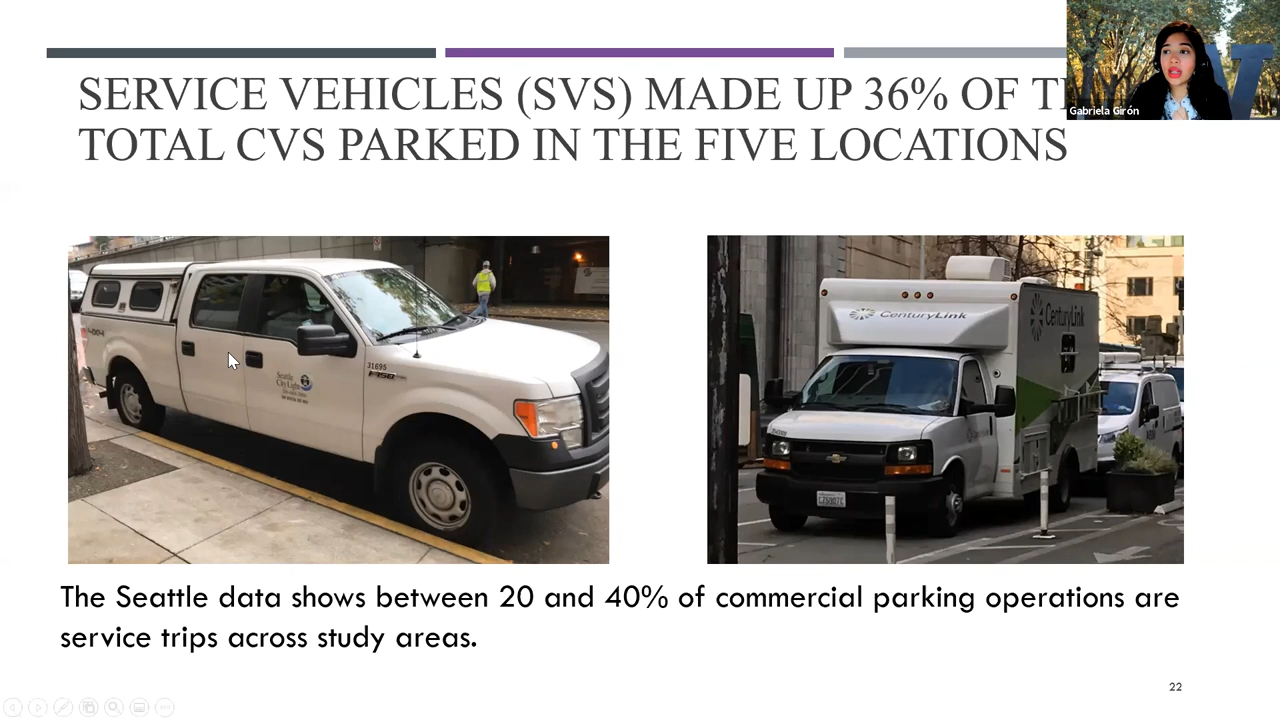 SERVICE VEHICLES (SVS) MADE UP 36% OF
TOTAL CVS PARKED IN THE FIVE LOCATIONS
Gabriela Girón
Seattle
City Light
31695
F150
4X4
CenturyLink
CenturyLink
The Seattle data shows between 20 and 40% of commercial parking operations are
service trips across study areas.
22